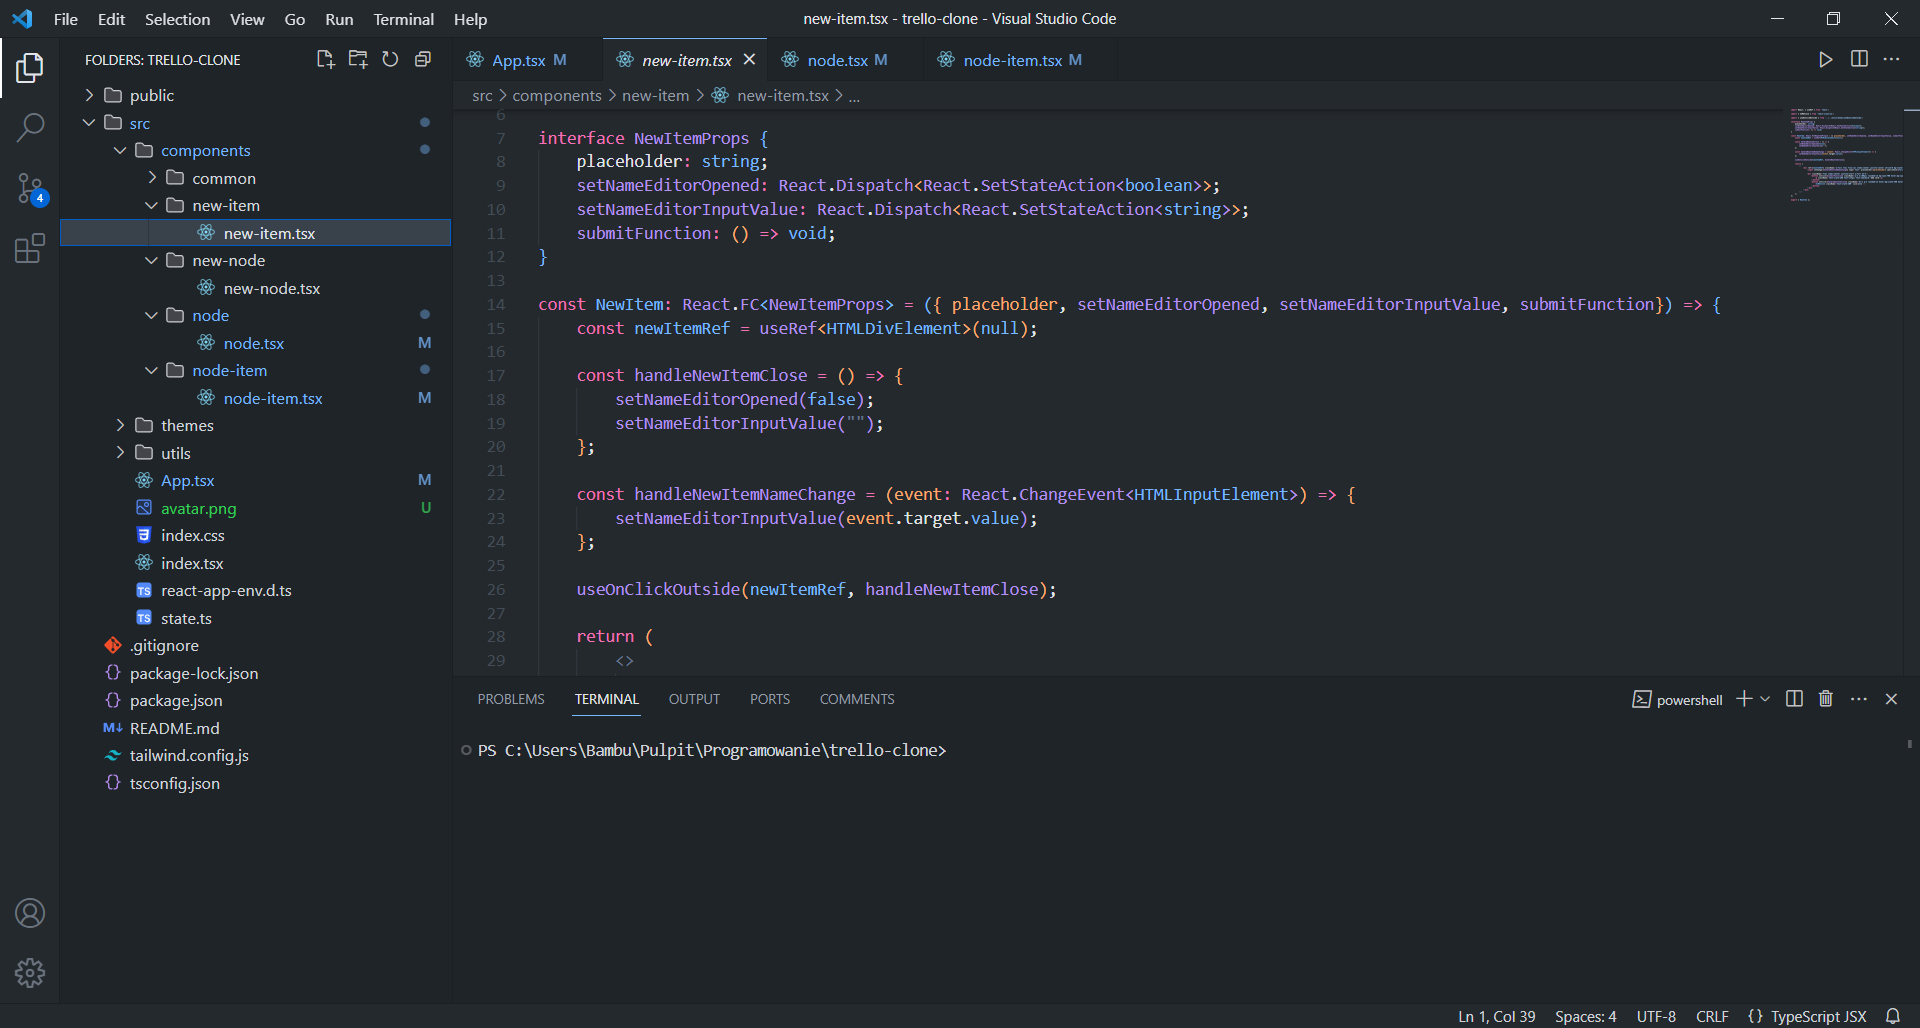 File Edit Selection View Go Run Terminal Help
new-item.tsx - trello-clone - Visual Studio Code
FOLDERS: TRELLO-CLONE
public
src
components
common
new-item
new-item.tsx
new-node
new-node.tsx
node
node.tsx M
node-item
node-item.tsx M
themes
utils
App.tsx M
avatar.png U
index.css
index.tsx
TS react-app-env.d.ts
TS state.ts
.gitignore
{} package-lock.json
{} package.json
M↓ README.md
tailwind.config.js
{} tsconfig.json
4
App.tsx M new-item.tsx node.tsx M node-item.tsx M
src > components > new-item > new-item.tsx > ...
6
7 interface NewItemProps {
8 placeholder: string;
9 setNameEditorOpened: React.Dispatch<React.SetStateAction<boolean>>;
10 setNameEditorInputValue: React.Dispatch<React.SetStateAction<string>>;
11 submitFunction: () => void;
12 }
13
14 const NewItem: React.FC<NewItemProps> = ({ placeholder, setNameEditorOpened, setNameEditorInputValue, submitFunction}) => {
15 const newItemRef = useRef<HTMLDivElement>(null);
16
17 const handleNewItemClose = () => {
18 setNameEditorOpened(false);
19 setNameEditorInputValue("");
20 };
21
22 const handleNewItemNameChange = (event: React.ChangeEvent<HTMLInputElement>) => {
23 setNameEditorInputValue(event.target.value);
24 };
25
26 useOnClickOutside(newItemRef, handleNewItemClose);
27
28 return (
29 <>
PROBLEMS TERMINAL OUTPUT PORTS COMMENTS
powershell
PS C:\Users\Bambu\Pulpit\Programowanie\trello-clone>
Ln 1, Col 39 Spaces: 4 UTF-8 CRLF {} TypeScript JSX